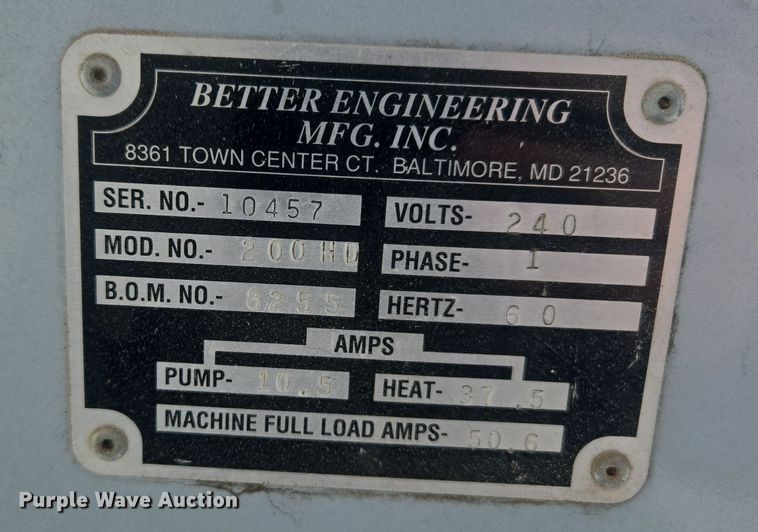 BETTER ENGINEERING
MFG. INC.
8361 TOWN CENTER CT. BALTIMORE, MD 21236
SER. NO.- 10457
VOLTS- 240
MOD. NO.- 200HD
PHASE- 1
B.O.M. NO.- 8255
HERTZ- 60
AMPS
PUMP- 10.5
HEAT- 37.5
MACHINE FULL LOAD AMPS- 50.6
Purple Wave Auction